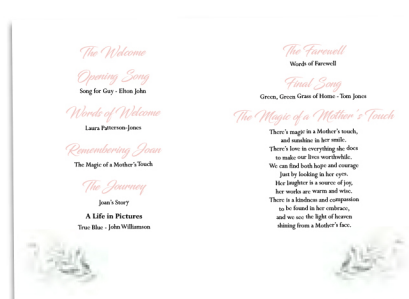 The Welcome
Opening Song
Song for Guy - Elton John
Words of Welcome
Laura Patterson-Jones
Remembering Joan
The Magic of a Mother's Touch
The Journey
Joan's Story
A Life in Pictures
True Blue - John Williamson
The Farewell
Words of Farewell
Final Song
Green, Green Grass of Home - Tom Jones
The Magic of a Mother's Touch
There's magic in a Mother's touch,
and sunshine in her smile.
There's love in everything she does
to make our lives worthwhile.
We can find both hope and courage
Just by looking in her eyes.
Her laughter is a source of joy,
her works are warm and wise.
There is a kindness and compassion
to be found in her embrace,
and we see the light of heaven
shining from a Mother's face.